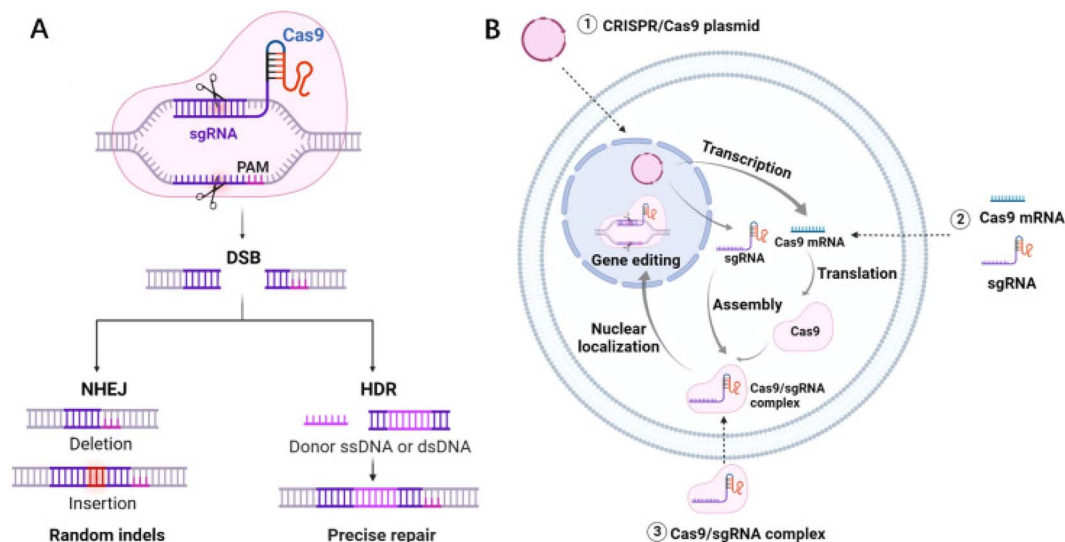 A
Cas9
sgRNA
PAM
DSB
NHEJ
HDR
Deletion
Donor ssDNA or dsDNA
Insertion
Random indels
Precise repair
B
① CRISPR/Cas9 plasmid
Transcription
Gene editing
sgRNA
Cas9 mRNA
Translation
Assembly
Cas9
Nuclear
localization
Cas9/sgRNA
complex
②
Cas9 mRNA
sgRNA
③ Cas9/sgRNA complex